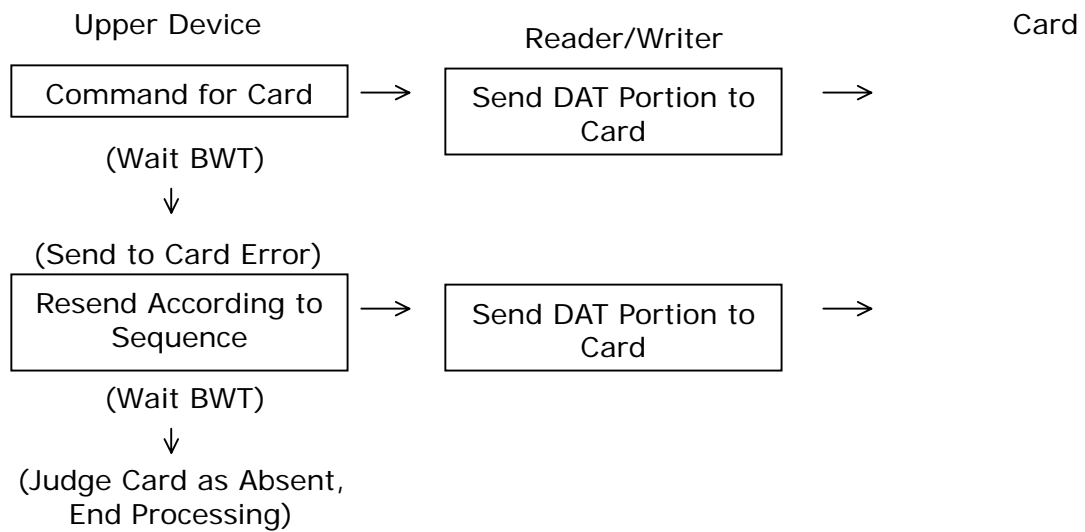 Upper Device
Reader/Writer
Card
Command for Card
Send DAT Portion to
Card
(Wait BWT)
(Send to Card Error)
Resend According to
Sequence
Send DAT Portion to
Card
(Wait BWT)
(Judge Card as Absent,
End Processing)